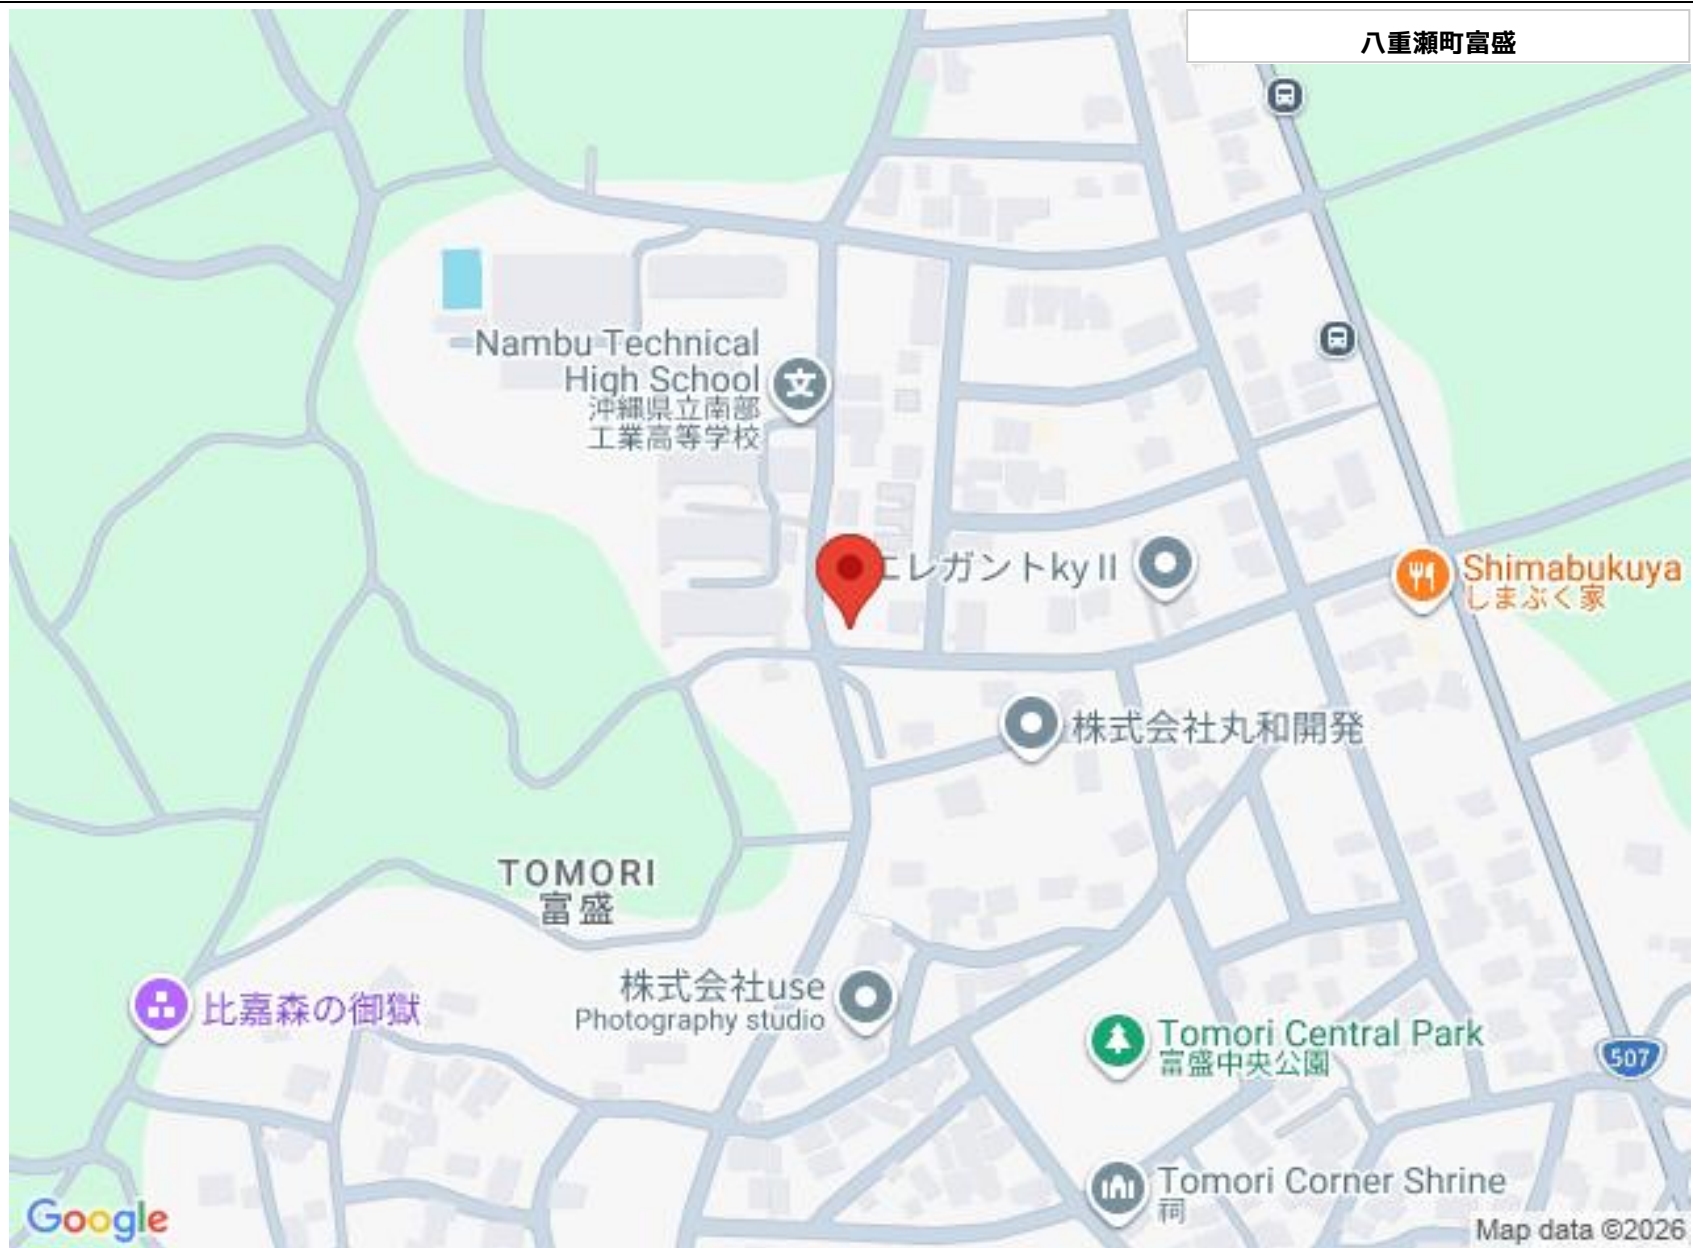 八重瀬町富盛
Nambu Technical
High School
沖縄県立南部
工業高等学校
文
エレガントkyⅡ
Shimabukuya
しまぶく家
株式会社丸和開発
TOMORI
富盛
比嘉森の御獄
株式会社use
Photography studio
Tomori Central Park
富盛中央公園
507
Tomori Corner Shrine
祠
Google
Map data ©2026